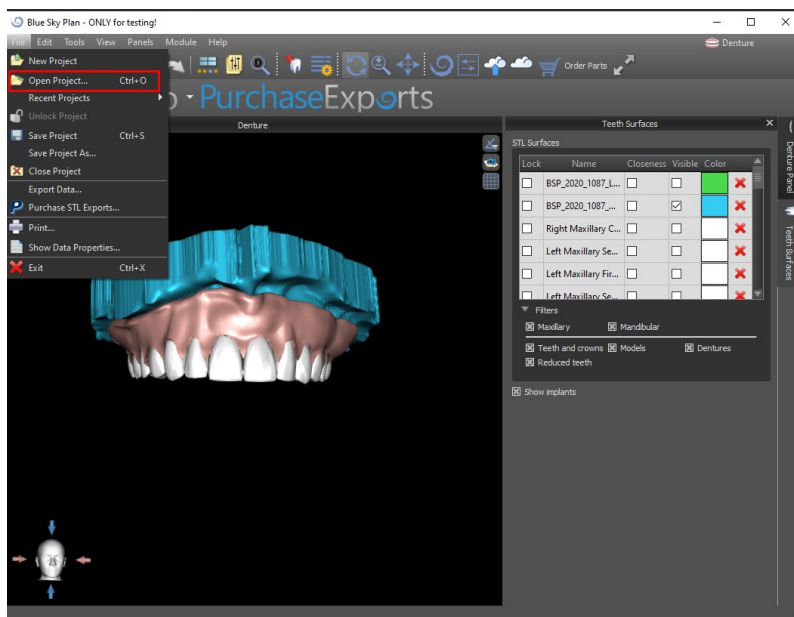 Blue Sky Plan - ONLY for testing!
File Edit Tools View Panels Module Help
Denture
New Project
Open Project... Ctrl+O
Recent Projects
Unlock Project
Save Project Ctrl+S
Save Project As...
Close Project
Export Data...
Purchase STL Exports...
Print...
Show Data Properties...
Exit Ctrl+X
Order Parts
PurchaseExports
Denture
Teeth Surfaces
STL Surfaces
Lock Name Closeness Visible Color
BSP_2020_1087_L...
BSP_2020_1087_...
Right Maxillary C...
Left Maxillary Se...
Left Maxillary Fir...
Left Maxillary Se...
Filters
Maxillary Mandibular
Teeth and crowns Models Dentures
Reduced teeth
Show implants
Denture Panel
Teeth Surfaces